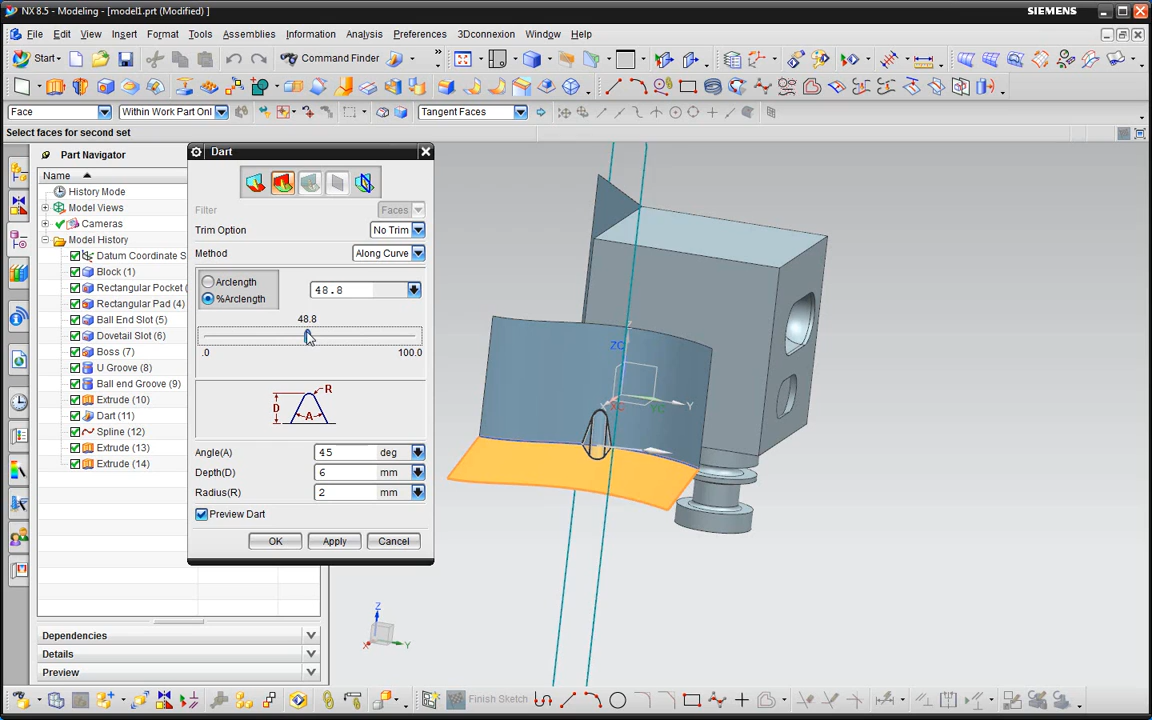 NX 8.5 - Modeling - [model1.prt (Modified) ]
SIEMENS
File Edit View Insert Format Tools Assemblies Information Analysis Preferences 3Dconnexion Window Help
Start Command Finder
Face Within Work Part Onl Tangent Faces
Select faces for second set
Part Navigator
Name
History Mode
Model Views
Cameras
Model History
Datum Coordinate S
Block (1)
Rectangular Pocket (
Rectangular Pad (4)
Ball End Slot (5)
Dovetail Slot (6)
Boss (7)
U Groove (8)
Ball end Groove (9)
Extrude (10)
Dart (11)
Spline (12)
Extrude (13)
Extrude (14)
Dependencies
Details
Preview
Dart
Filter Faces
Trim Option No Trim
Method Along Curve
Arclength
%Arclength
48.8
48.8
.0 100.0
R
D
A
Angle(A) 45 deg
Depth(D) 6 mm
Radius(R) 2 mm
Preview Dart
OK Apply Cancel
Z
ZC
XC YC Y
Z
X Y
Finish Sketch